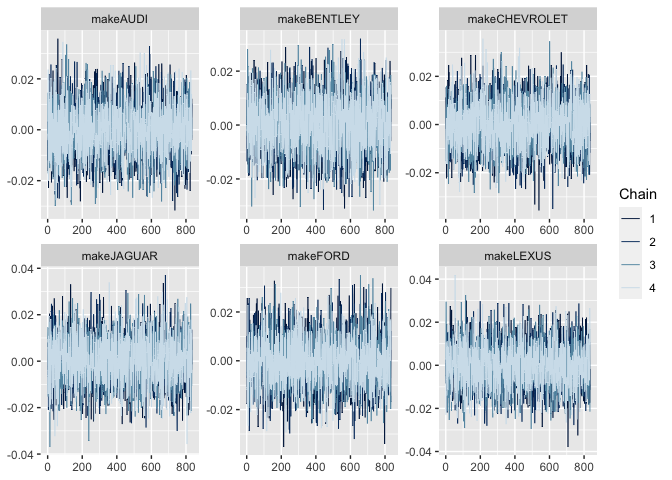 makeAUDI makeBENTLEY makeCHEVROLET
0.02 0.02 0.02
0.00 0.00 0.00
-0.02 -0.02 -0.02
0 200 400 600 800 0 200 400 600 800 0 200 400 600 800
makeJAGUAR makeFORD makeLEXUS
0.04 0.04
0.02 0.02 0.02
0.00 0.00 0.00
-0.02 -0.02 -0.02
-0.04 -0.04
0 200 400 600 800 0 200 400 600 800 0 200 400 600 800
Chain
1
2
3
4